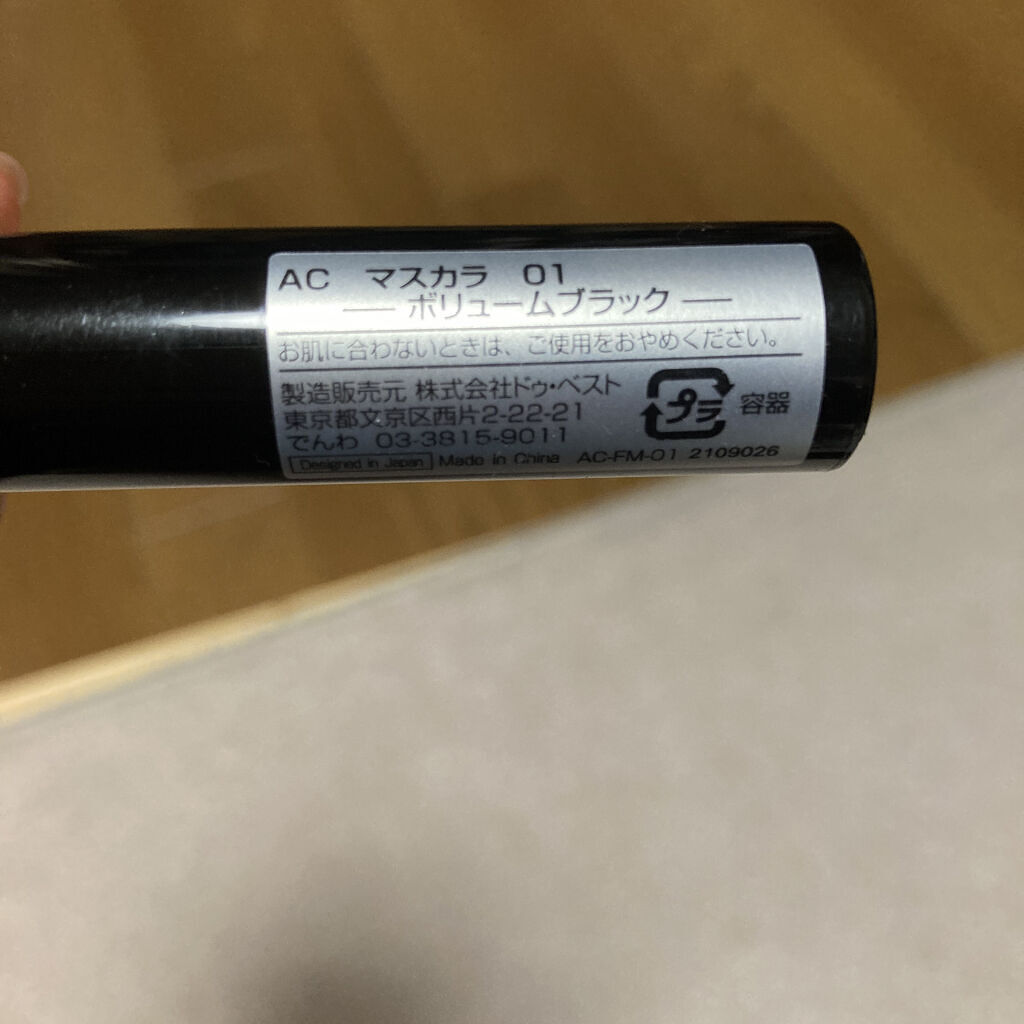 AC マスカラ 01
ボリュームブラック
お肌に合わないときは、ご使用をおやめください。
製造販売元 株式会社ドゥ・ベスト
東京都文京区西片2-22-21
プラ 容器
でんわ 03-3815-9011
Designed in Japan Made in China AC-FM-01 2109026